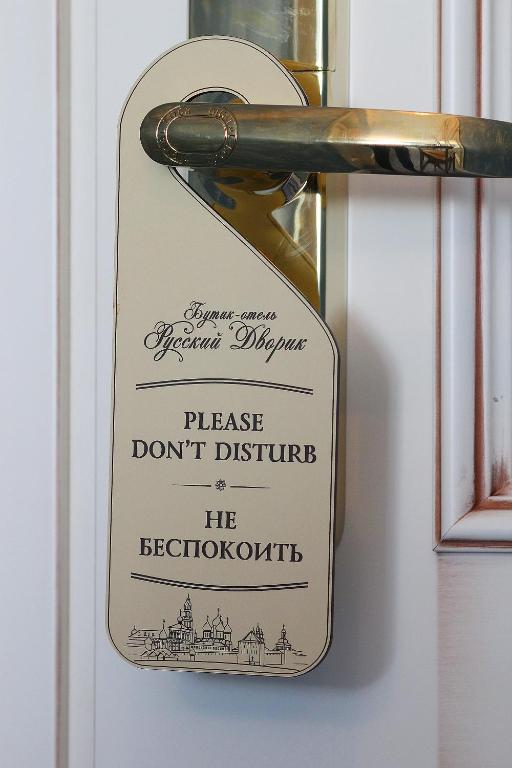 Бутик-отель
Русский Дворик
PLEASE
DON'T DISTURB
НЕ
БЕСПОКОИТЬ